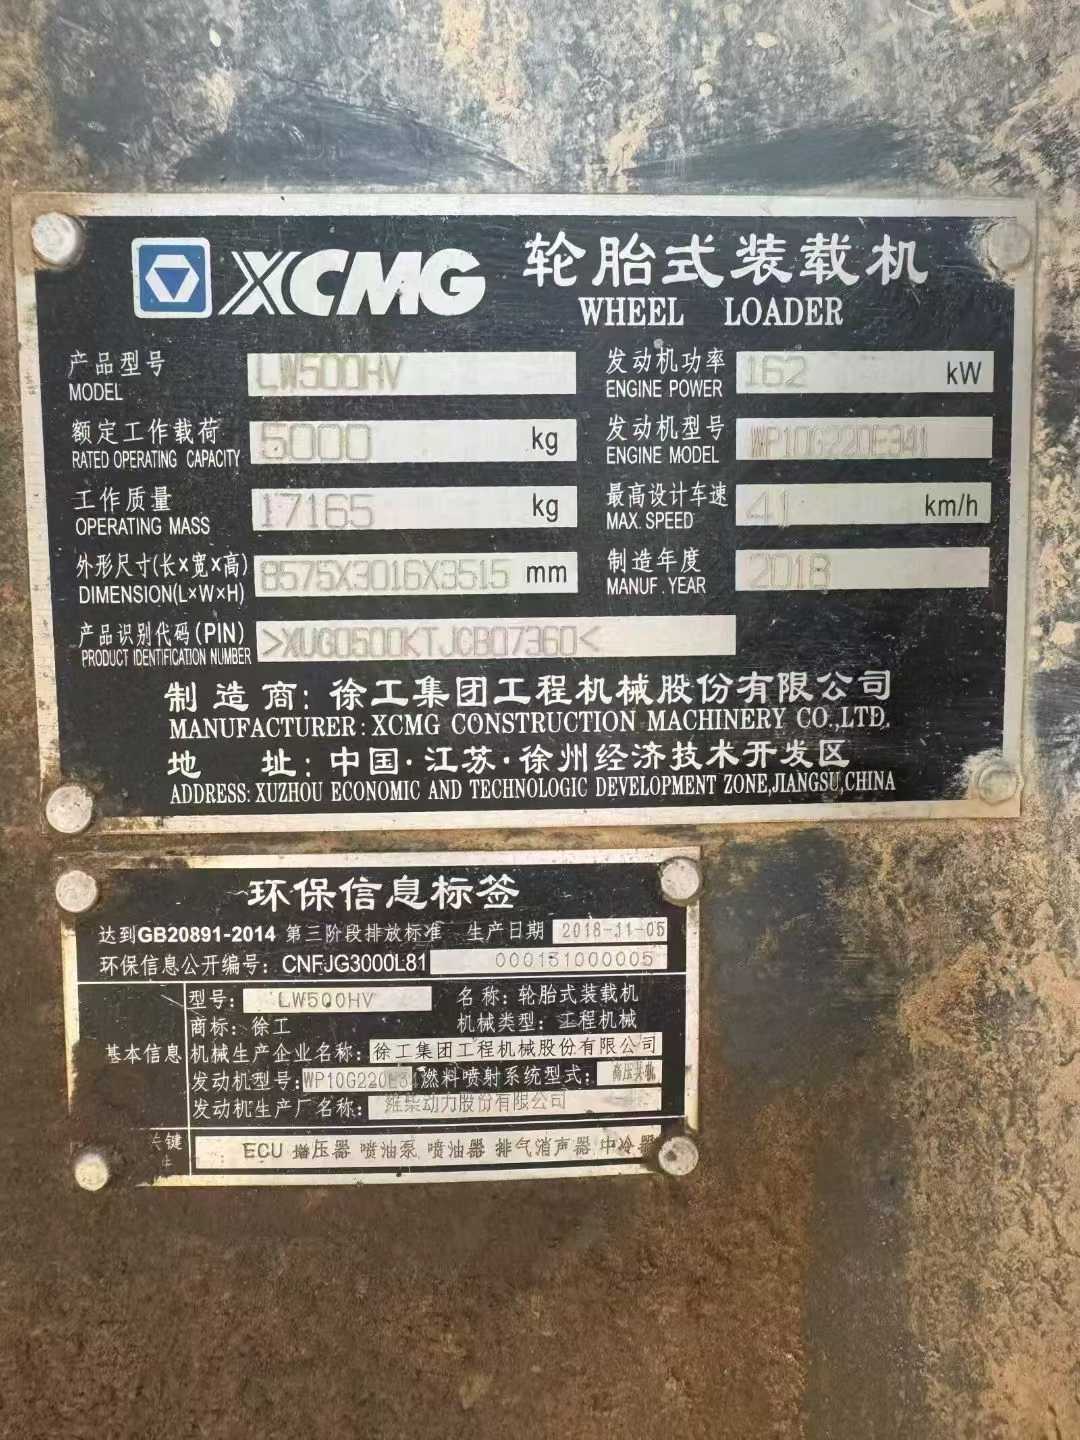 XCMG 轮胎式装载机
WHEEL LOADER
产品型号 LW500HV 发动机功率 162 kW
MODEL ENGINE POWER
额定工作载荷 5000 kg 发动机型号 WP10G220E341
RATED OPERATING CAPACITY ENGINE MODEL
工作质量 17165 kg 最高设计车速 41 km/h
OPERATING MASS MAX. SPEED
外形尺寸(长×宽×高) 8575X3016X3515 mm 制造年度 2018
DIMENSION(L×W×H) MANUF.YEAR
产品识别代码(PIN) >XUG0500KTJCB07360<
PRODUCT IDENTIFICATION NUMBER
制造商:徐工集团工程机械股份有限公司
MANUFACTURER: XCMG CONSTRUCTION MACHINERY CO.,LTD.
地 址:中国·江苏·徐州经济技术开发区
ADDRESS: XUZHOU ECONOMIC AND TECHNOLOGIC DEVELOPMENT ZONE,JIANGSU,CHINA
环保信息标签
达到GB20891-2014 第三阶段排放标准 生产日期 2018-11-05
环保信息公开编号: CNFJG3000L81 000151000005
型号: LW500HV 名称:轮胎式装载机
商标:徐工 机械类型:工程机械
基本信息 机械生产企业名称:徐工集团工程机械股份有限公司
发动机型号:WP10G220E34 燃料喷射系统型式:高压共轨
发动机生产厂名称: 潍柴动力股份有限公司
关键
ECU 增压器 喷油泵 喷油器 排气消声器 中冷器